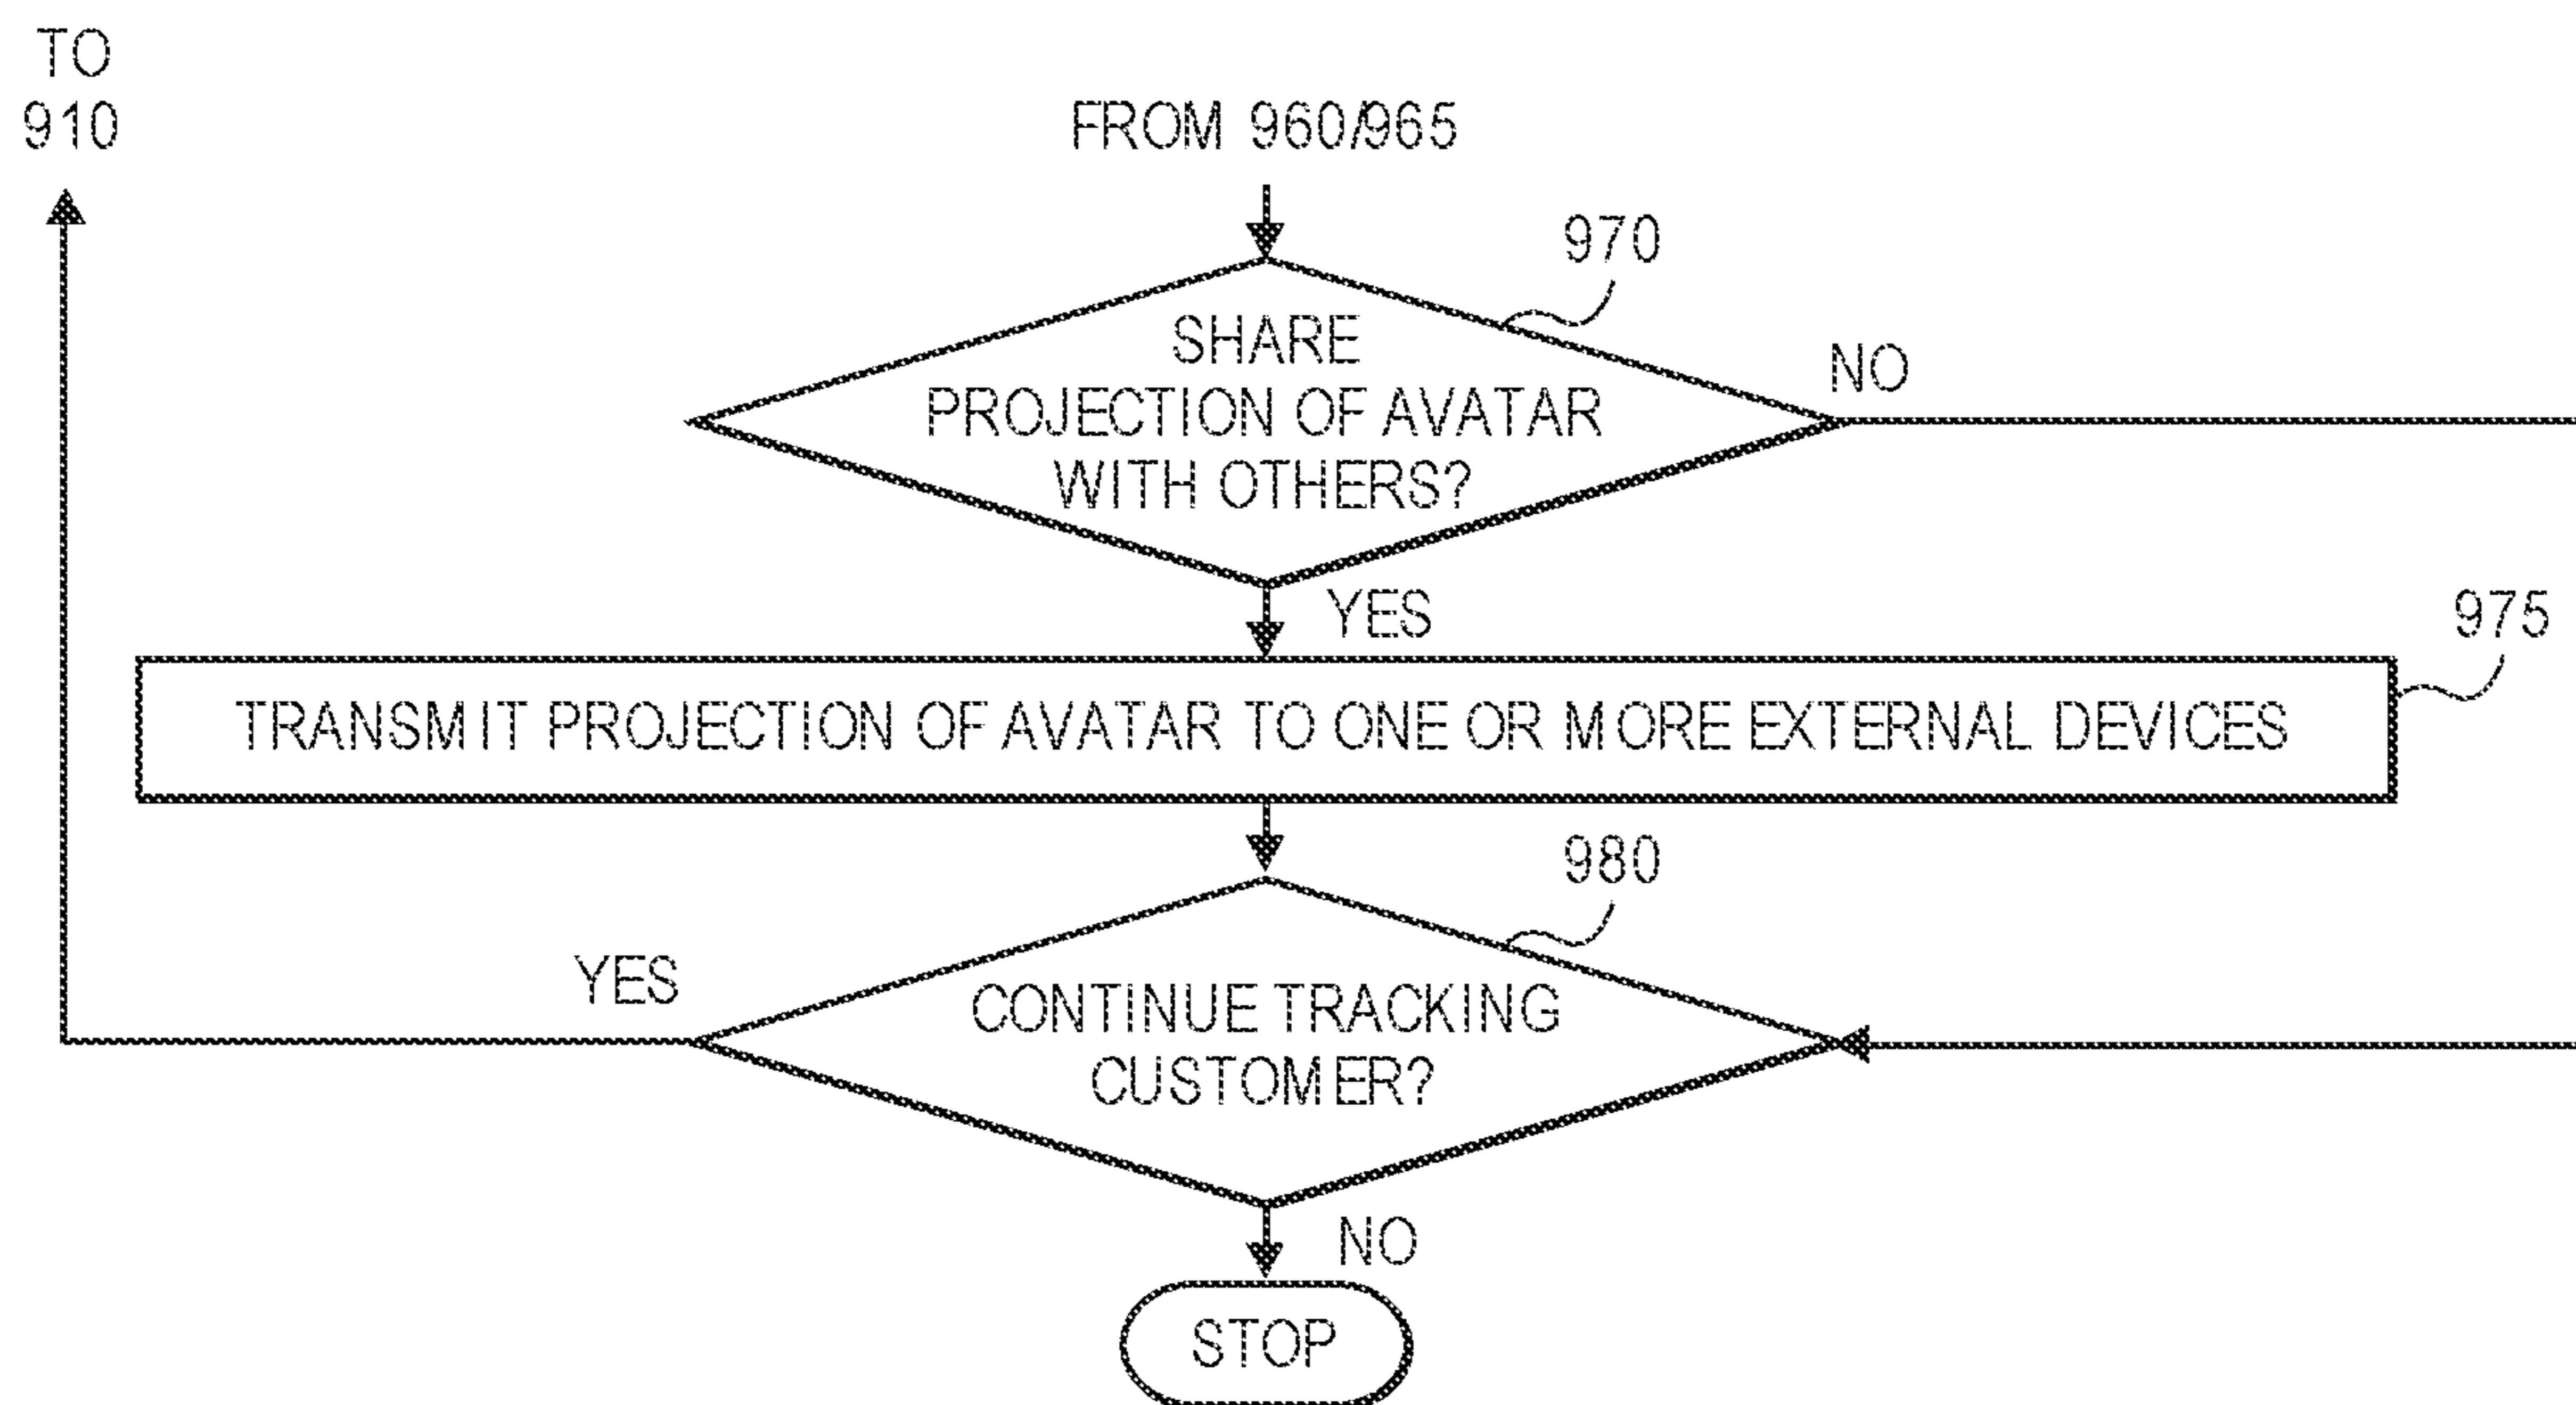 TO
910
FROM 960/965
970
SHARE
PROJECTION OF AVATAR
WITH OTHERS?
NO
YES
975
TRANSMIT PROJECTION OF AVATAR TO ONE OR MORE EXTERNAL DEVICES
980
YES
CONTINUE TRACKING
CUSTOMER?
NO
STOP